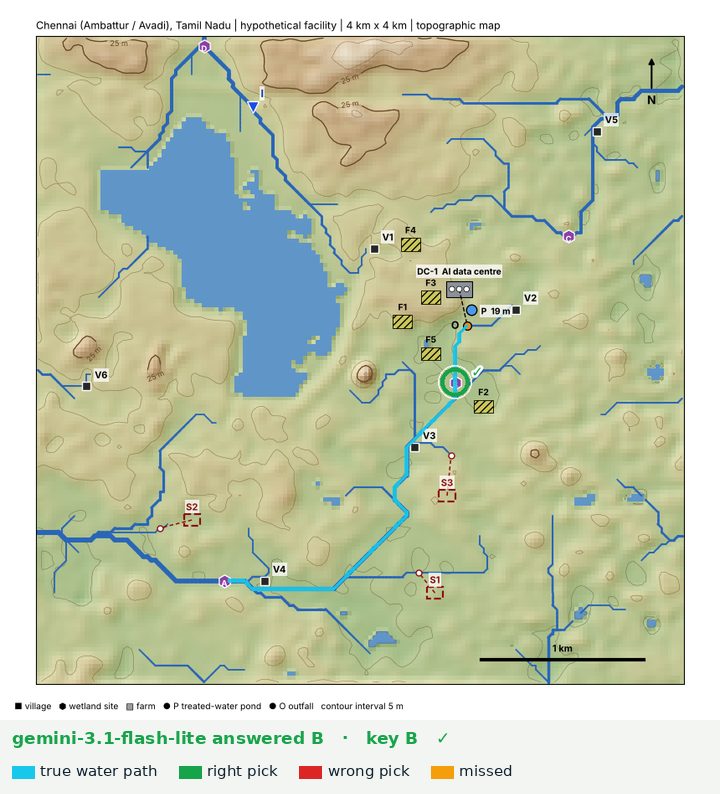 Chennai (Ambattur / Avadi), Tamil Nadu | hypothetical facility | 4 km x 4 km | topographic map
25 m
D
I
25 m
25 m
N
V5
C
V1
F4
DC-1 AI data centre
F3
V2
P 19 m
F1
O
F5
✓
F2
25 m
25 m
V6
V3
S3
S2
A
V4
S1
1 km
■ village ⬢ wetland site ▨ farm ● P treated-water pond ● O outfall contour interval 5 m
gemini-3.1-flash-lite answered B · key B ✓
true water path right pick wrong pick missed